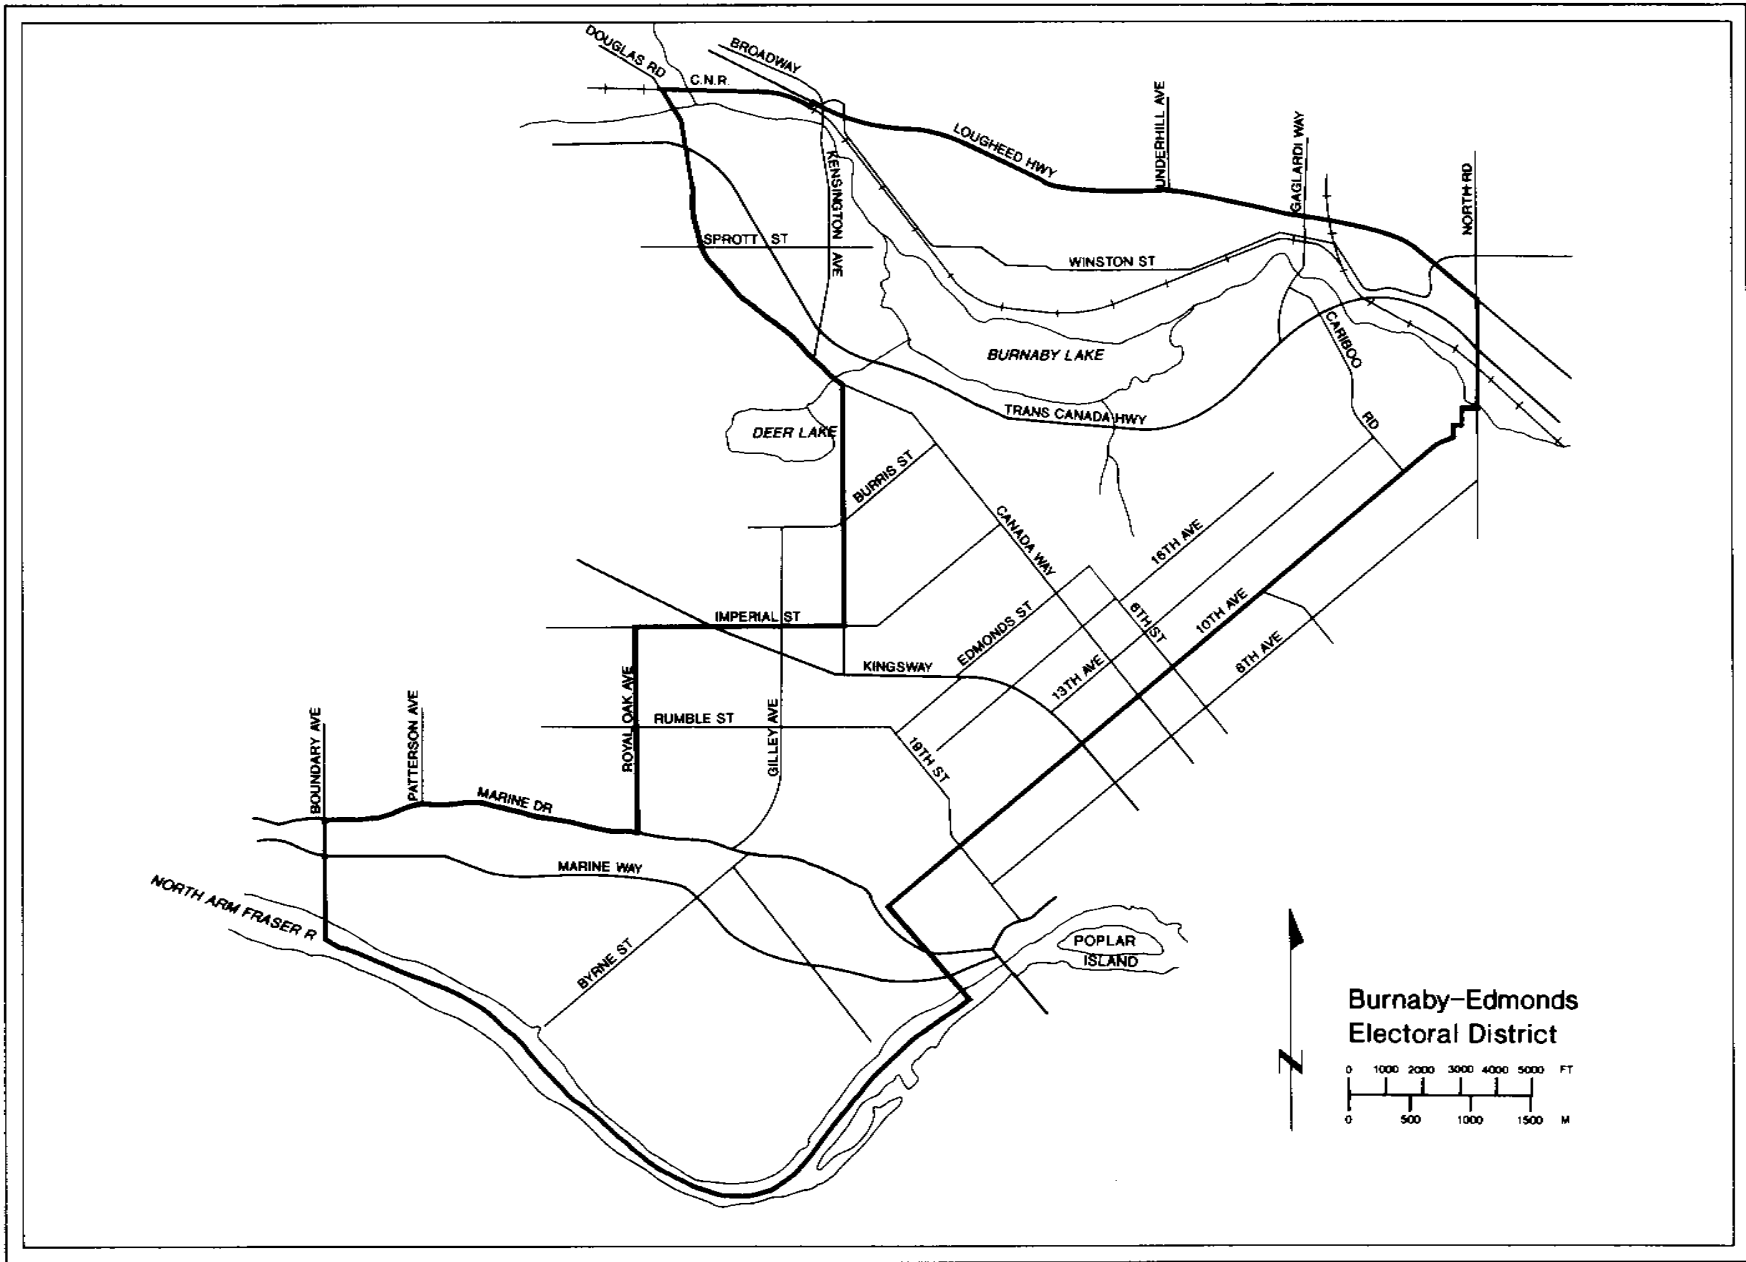 DOUGLAS RD
BROADWAY
C.N.R.
LOUGHEED HWY
UNDERHILL AVE
GAGLARDI WAY
NORTH RD
KENSINGTON AVE
SPROTT ST
WINSTON ST
BURNABY LAKE
CARIBOO RD
TRANS CANADA HWY
DEER LAKE
BURRIS ST
CANADA WAY
16TH AVE
IMPERIAL ST
EDMONDS ST
6TH ST
10TH AVE
8TH AVE
KINGSWAY
13TH AVE
ROYAL OAK AVE
RUMBLE ST
GILLEY AVE
19TH ST
BOUNDARY AVE
PATTERSON AVE
MARINE DR
MARINE WAY
NORTH ARM FRASER R
BYRNE ST
POPLAR
ISLAND
N
Burnaby-Edmonds
Electoral District
0 1000 2000 3000 4000 5000 FT
0 500 1000 1500 M